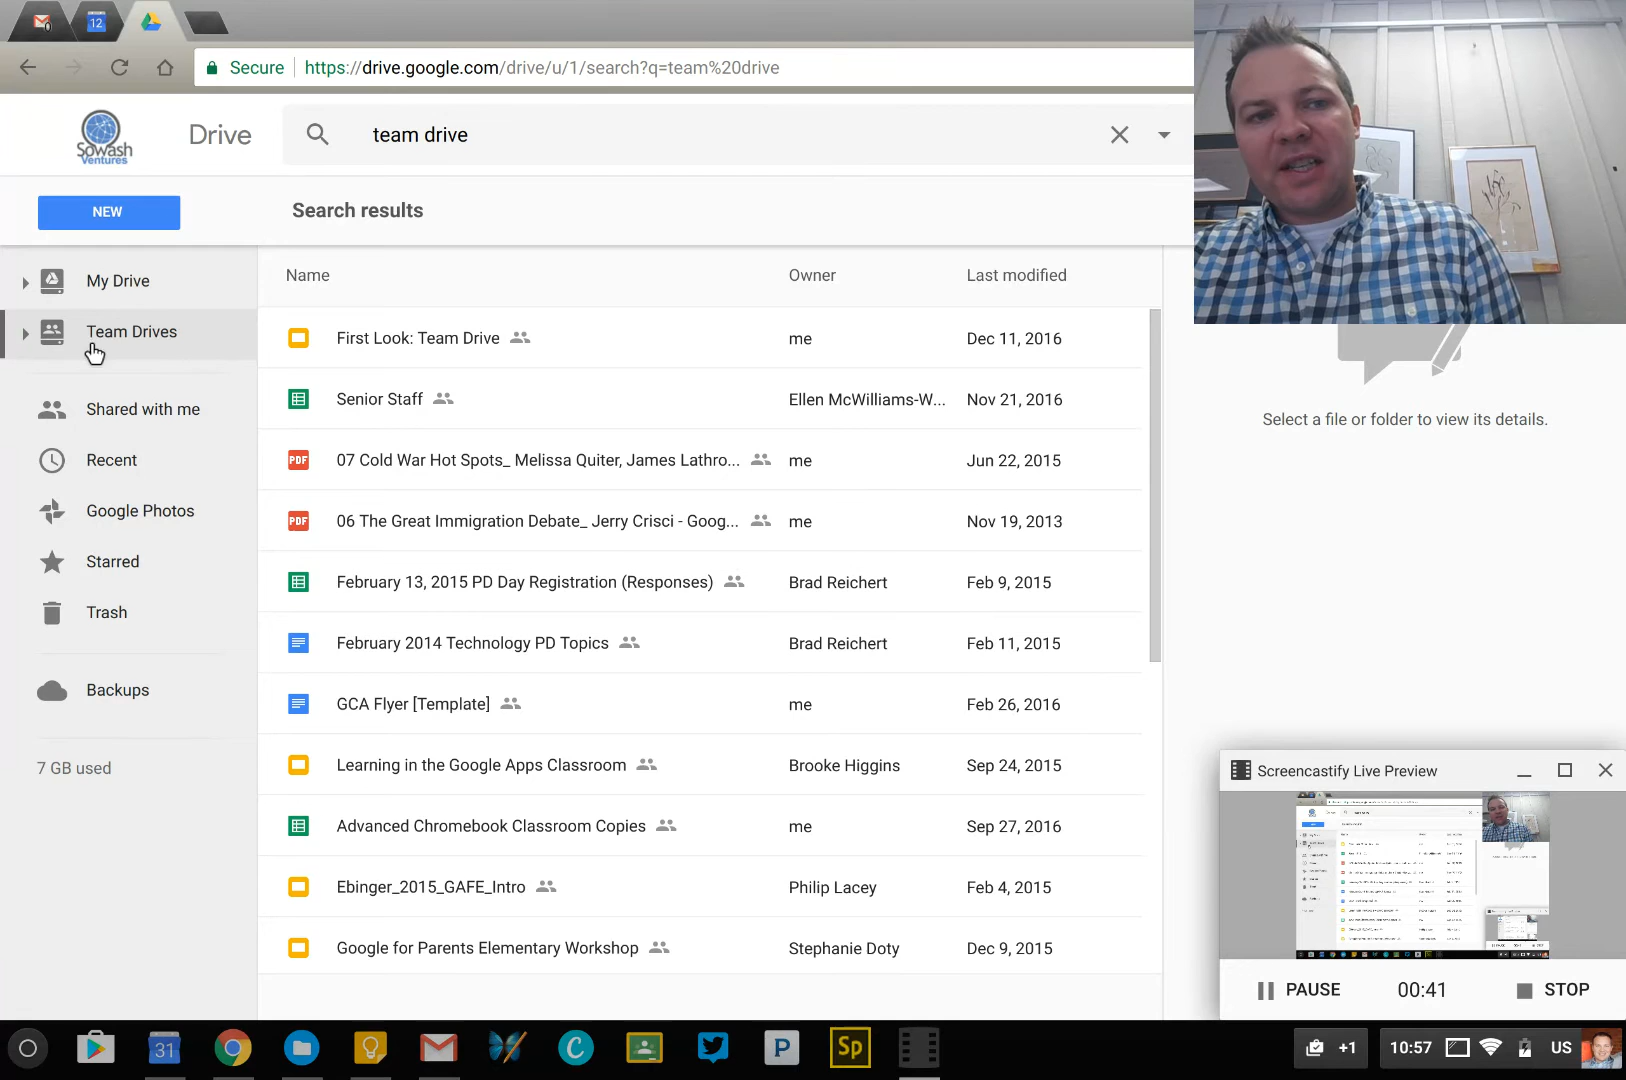 12
Secure
https://drive.google.com/drive/u/1/search?q=team%20drive
Sowash
Ventures
Drive
team drive
NEW
Search results
My Drive
Team Drives
Shared with me
Recent
Google Photos
Starred
Trash
Backups
7 GB used
Name Owner Last modified
First Look: Team Drive me Dec 11, 2016
Senior Staff Ellen McWilliams-W... Nov 21, 2016
PDF 07 Cold War Hot Spots_ Melissa Quiter, James Lathro... me Jun 22, 2015
PDF 06 The Great Immigration Debate_ Jerry Crisci - Goog... me Nov 19, 2013
February 13, 2015 PD Day Registration (Responses) Brad Reichert Feb 9, 2015
February 2014 Technology PD Topics Brad Reichert Feb 11, 2015
GCA Flyer [Template] me Feb 26, 2016
Learning in the Google Apps Classroom Brooke Higgins Sep 24, 2015
Advanced Chromebook Classroom Copies me Sep 27, 2016
Ebinger_2015_GAFE_Intro Philip Lacey Feb 4, 2015
Google for Parents Elementary Workshop Stephanie Doty Dec 9, 2015
Select a file or folder to view its details.
Screencastify Live Preview
PAUSE 00:41 STOP
31
C
P
Sp
+1
10:57
US